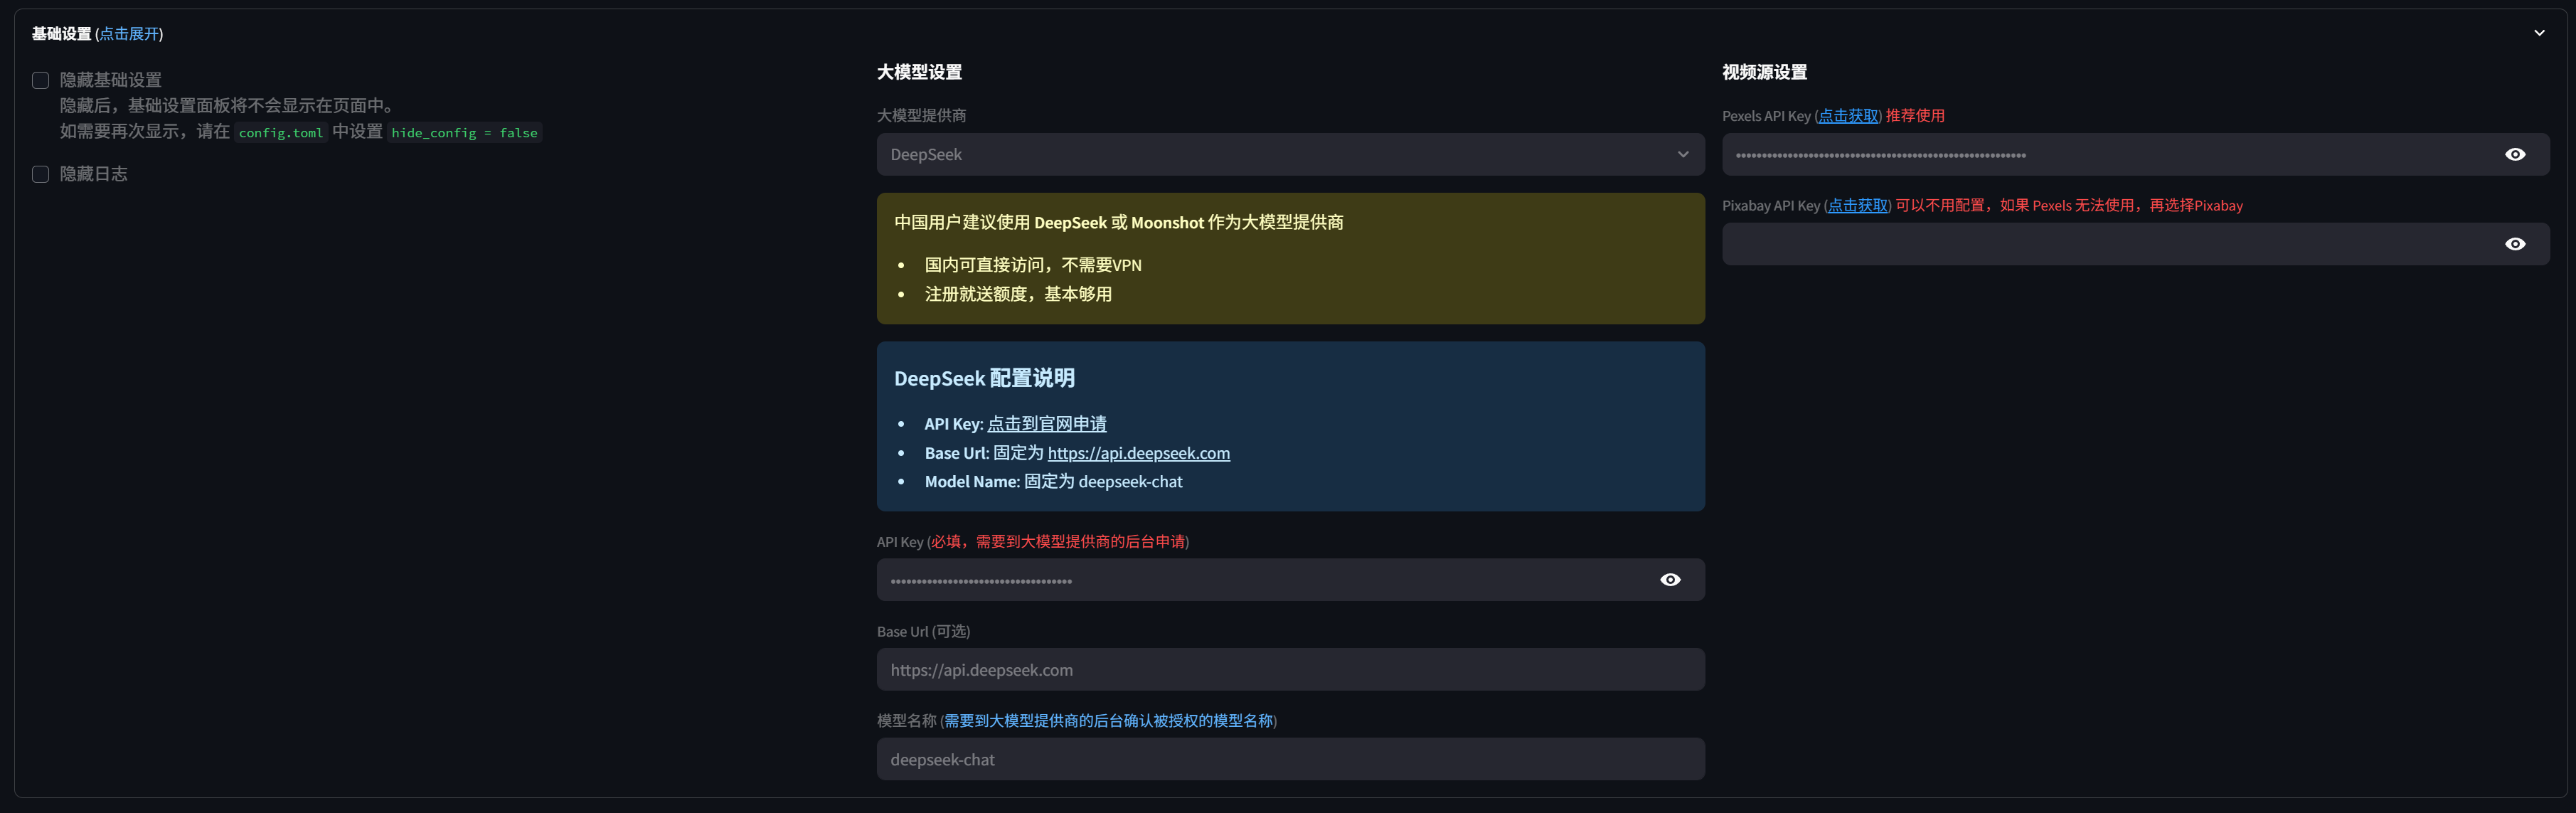 基础设置 (点击展开)
隐藏基础设置
隐藏后，基础设置面板将不会显示在页面中。
如需要再次显示，请在 config.toml 中设置 hide_config = false
隐藏日志
大模型设置
大模型提供商
DeepSeek
中国用户建议使用 DeepSeek 或 Moonshot 作为大模型提供商
• 国内可直接访问，不需要VPN
• 注册就送额度，基本够用
DeepSeek 配置说明
• API Key: 点击到官网申请
• Base Url: 固定为 https://api.deepseek.com
• Model Name: 固定为 deepseek-chat
API Key (必填，需要到大模型提供商的后台申请)
Base Url (可选)
https://api.deepseek.com
模型名称 (需要到大模型提供商的后台确认被授权的模型名称)
deepseek-chat
视频源设置
Pexels API Key (点击获取) 推荐使用
Pixabay API Key (点击获取) 可以不用配置，如果 Pexels 无法使用，再选择Pixabay